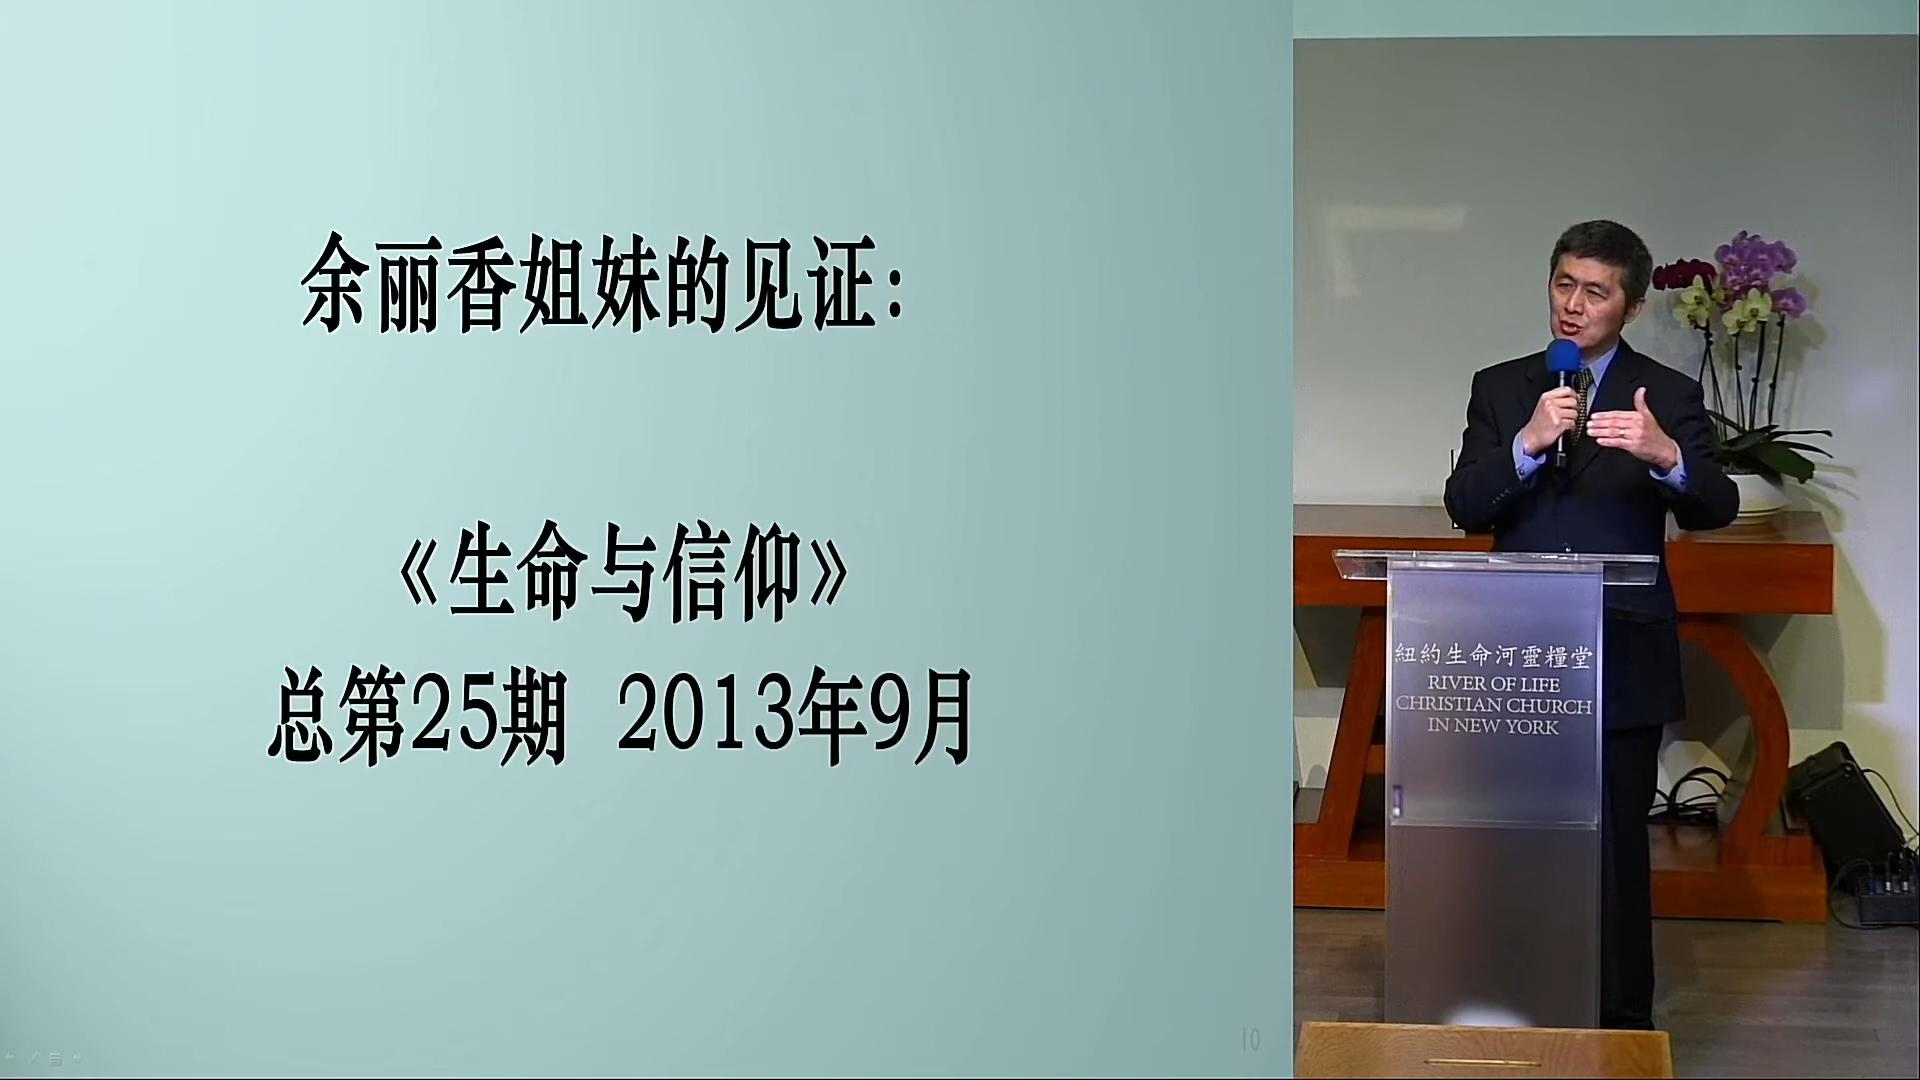 余丽香姐妹的见证：
《生命与信仰》
总第25期 2013年9月
10
紐約生命河靈糧堂
RIVER OF LIFE
CHRISTIAN CHURCH
IN NEW YORK